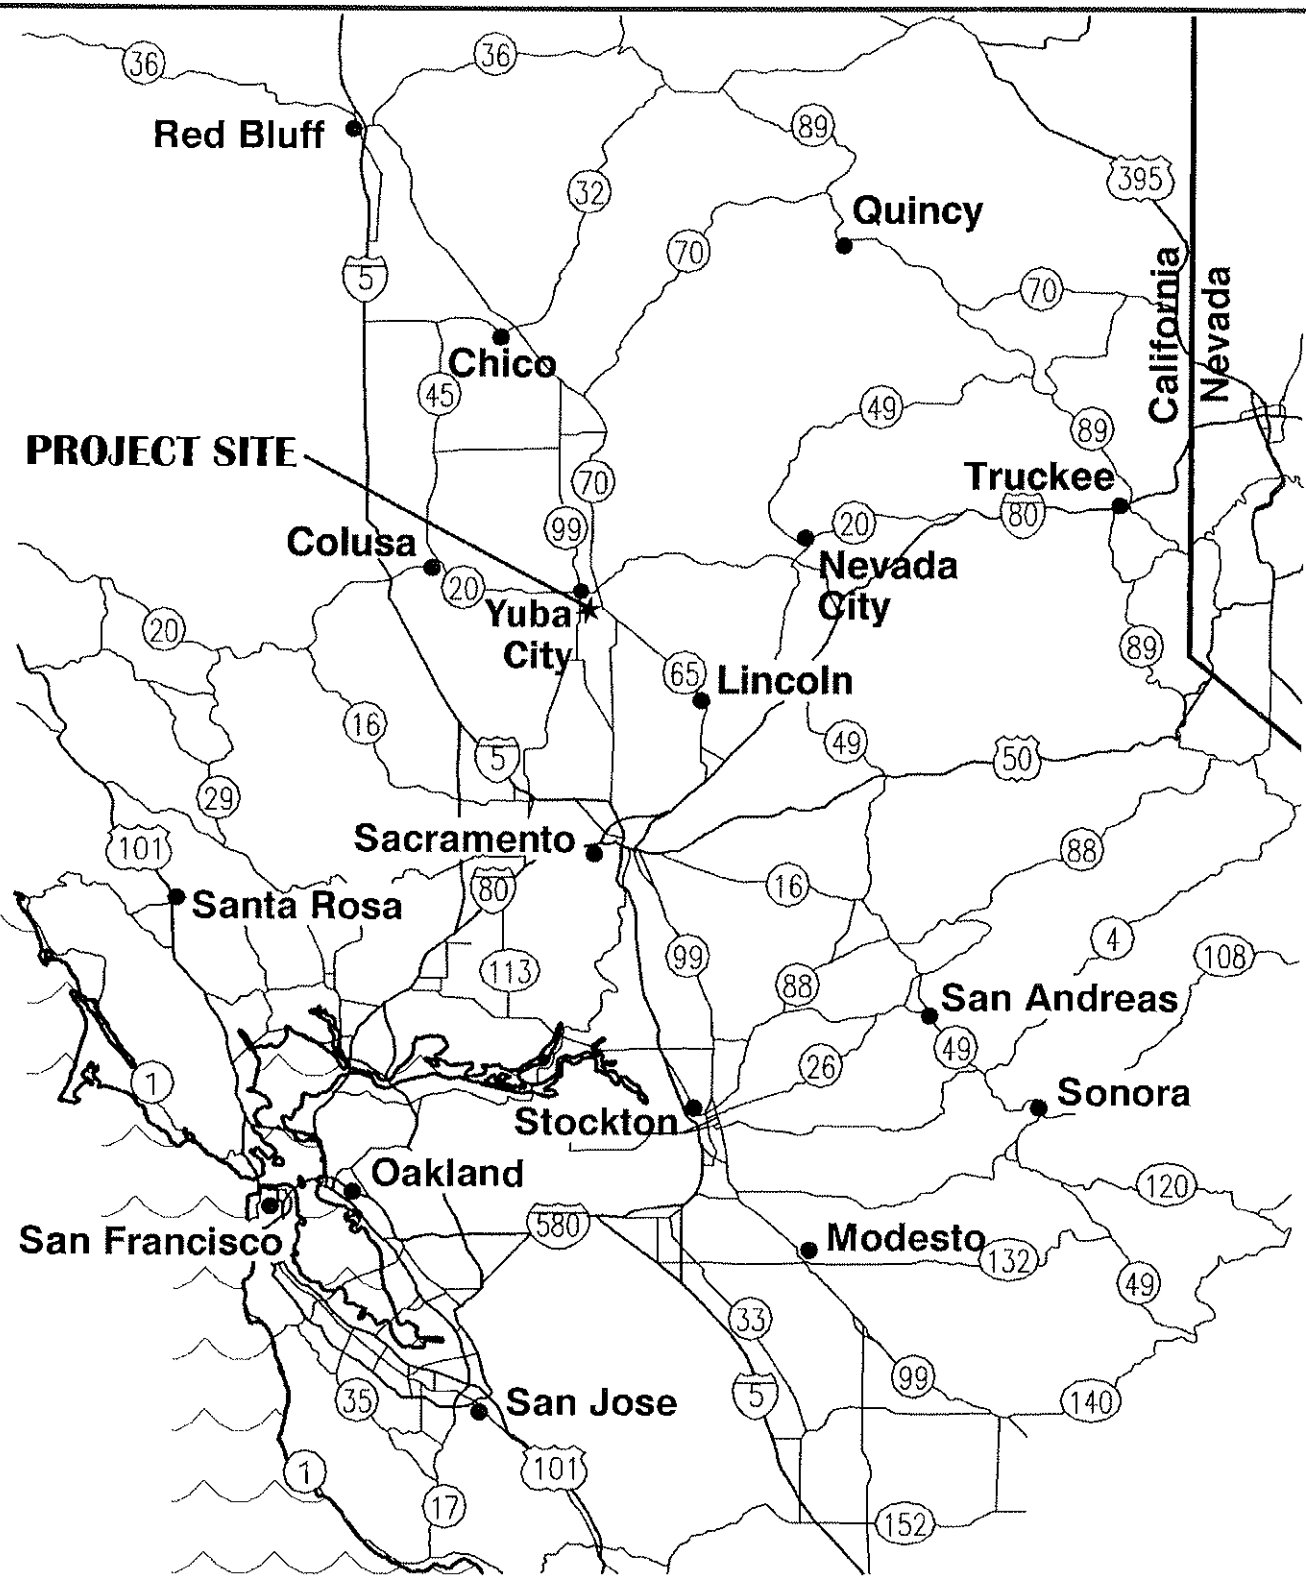 36
36
89
Red Bluff
395
32
Quincy
70
5
70
California
Nevada
Chico
45
49
89
PROJECT SITE
70
Truckee
99
20
80
Colusa
Nevada
City
20
Yuba
City
20
89
65
Lincoln
16
49
5
50
29
Sacramento
101
88
80
16
Santa Rosa
4
99
108
113
88
San Andreas
49
26
1
Sonora
Stockton
Oakland
120
580
San Francisco
Modesto
132
49
33
99
5
35
San Jose
140
1
101
17
152